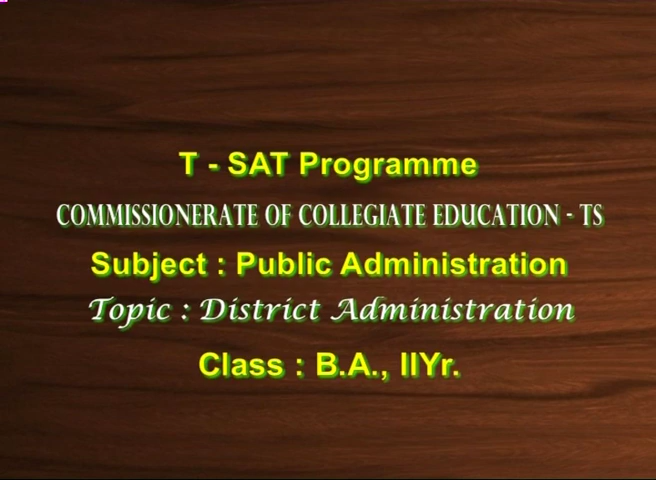 T - SAT Programme
COMMISSIONERATE OF COLLEGIATE EDUCATION - TS
Subject : Public Administration
Topic : District Administration
Class : B.A., IIYr.